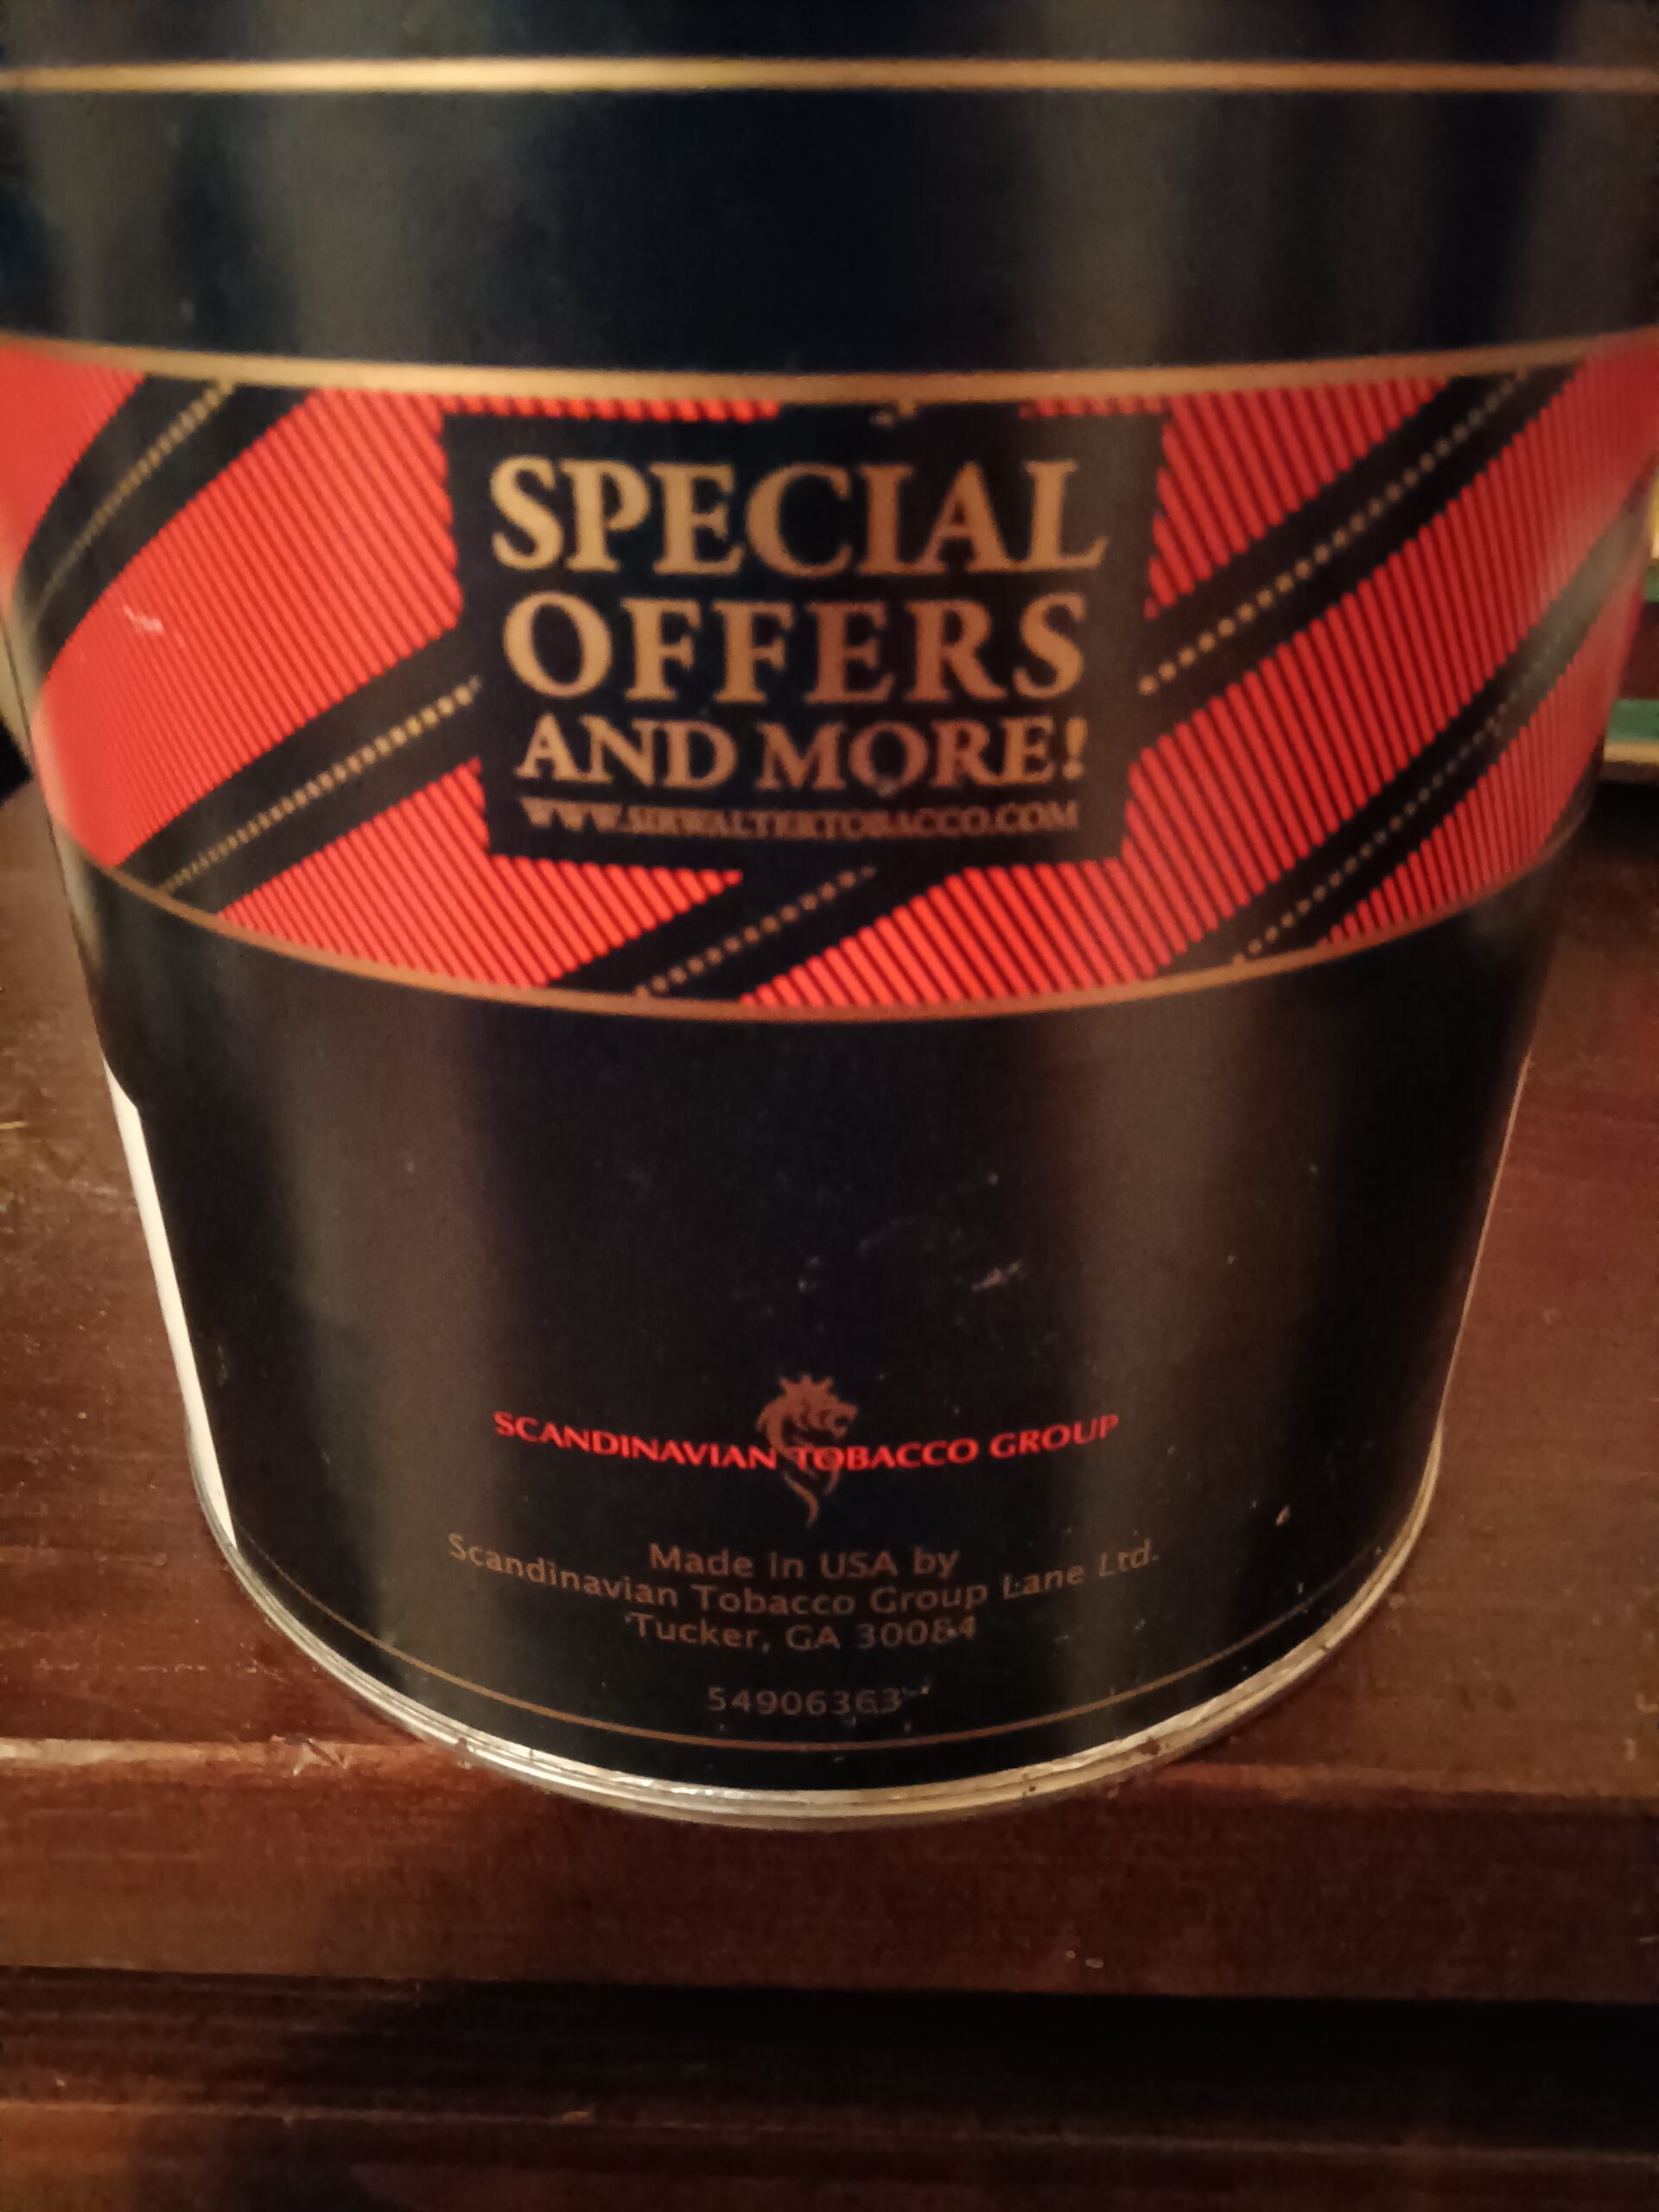 SPECIAL
OFFERS
AND MORE!
WWW.SIRWALTERTOBACCO.COM
SCANDINAVIAN TOBACCO GROUP
Made in USA by
Scandinavian Tobacco Group Lane Ltd.
Tucker, GA 30084
54906363